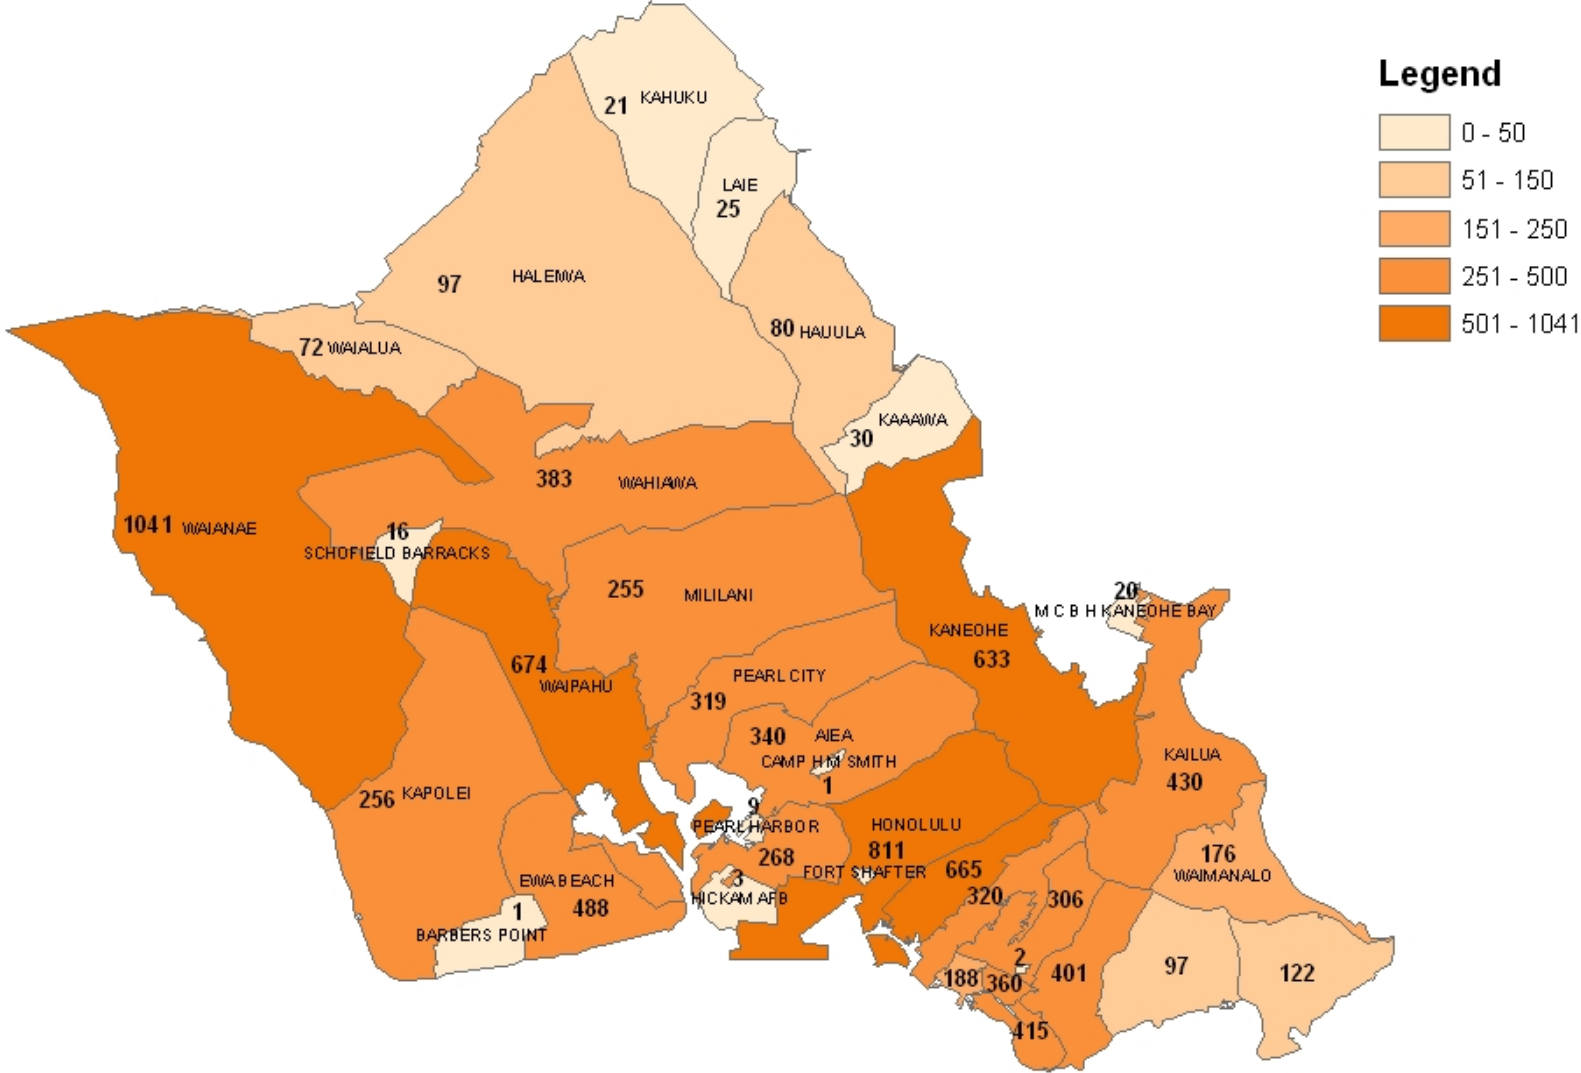 Legend
0 - 50
51 - 150
151 - 250
251 - 500
501 - 1041
21 KAHUKU
LAIE
25
97 HALEIWA
80 HAUULA
72 WAIALUA
KAAAWA
30
383 WAHIAWA
1041 WAIANAE
16
SCHOFIELD BARRACKS
255 MILILANI
20
M C B H KANEOHE BAY
KANEOHE
633
674
WAIPAHU
PEARL CITY
319
340 AIEA
CAMP H M SMITH
1
KAILUA
430
256 KAPOLEI
9
PEARL HARBOR
268
HONOLULU
811
FORT SHAFTER
665
320
306
176
WAIMANALO
EWA BEACH
488
3
HICKAM AFB
1
BARBERS POINT
2
188
360
401
97
122
415